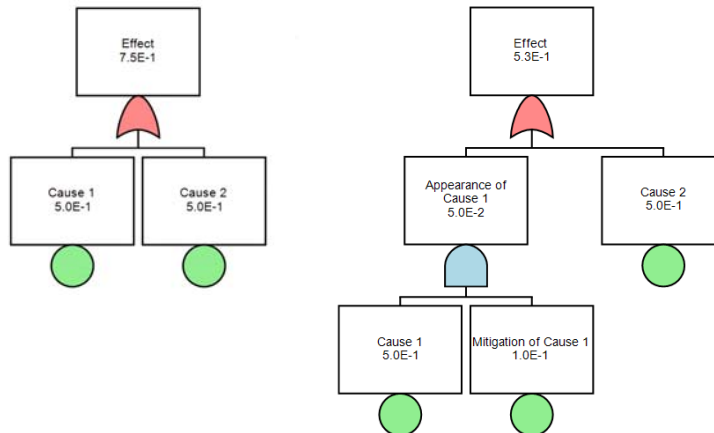 Effect
7.5E-1
Cause 1
5.0E-1
Cause 2
5.0E-1
Effect
5.3E-1
Appearance of
Cause 1
5.0E-2
Cause 2
5.0E-1
Cause 1
5.0E-1
Mitigation of Cause 1
1.0E-1